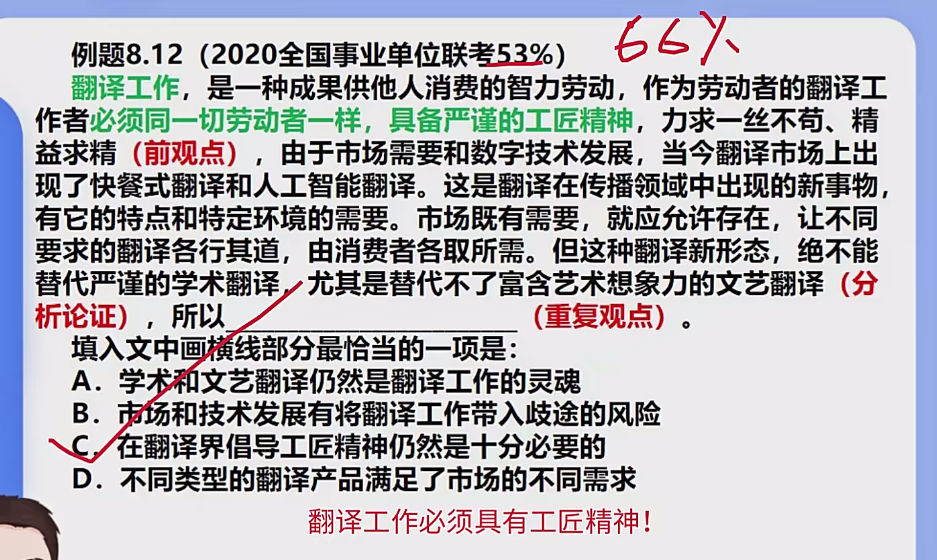 例题8.12（2020全国事业单位联考53%） 66%
翻译工作，是一种成果供他人消费的智力劳动，作为劳动者的翻译工
作者必须同一切劳动者一样，具备严谨的工匠精神，力求一丝不苟、精
益求精（前观点），由于市场需要和数字技术发展，当今翻译市场上出
现了快餐式翻译和人工智能翻译。这是翻译在传播领域中出现的新事物，
有它的特点和特定环境的需要。市场既有需要，就应允许存在，让不同
要求的翻译各行其道，由消费者各取所需。但这种翻译新形态，绝不能
替代严谨的学术翻译，尤其是替代不了富含艺术想象力的文艺翻译（分
析论证），所以____________________（重复观点）。
填入文中画横线部分最恰当的一项是：
A．学术和文艺翻译仍然是翻译工作的灵魂
B．市场和技术发展有将翻译工作带入歧途的风险
C．在翻译界倡导工匠精神仍然是十分必要的
D．不同类型的翻译产品满足了市场的不同需求
翻译工作必须具有工匠精神！